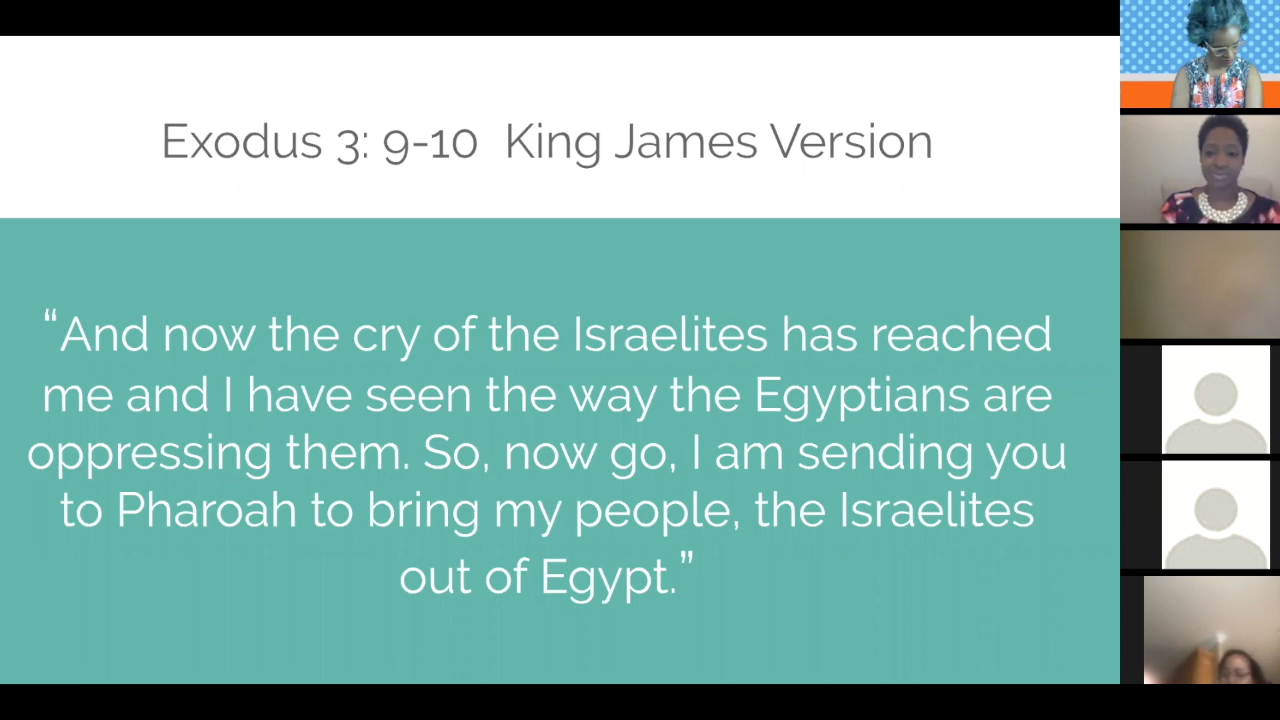 Exodus 3: 9-10 King James Version
“And now the cry of the Israelites has reached
me and I have seen the way the Egyptians are
oppressing them. So, now go, I am sending you
to Pharoah to bring my people, the Israelites
out of Egypt.”